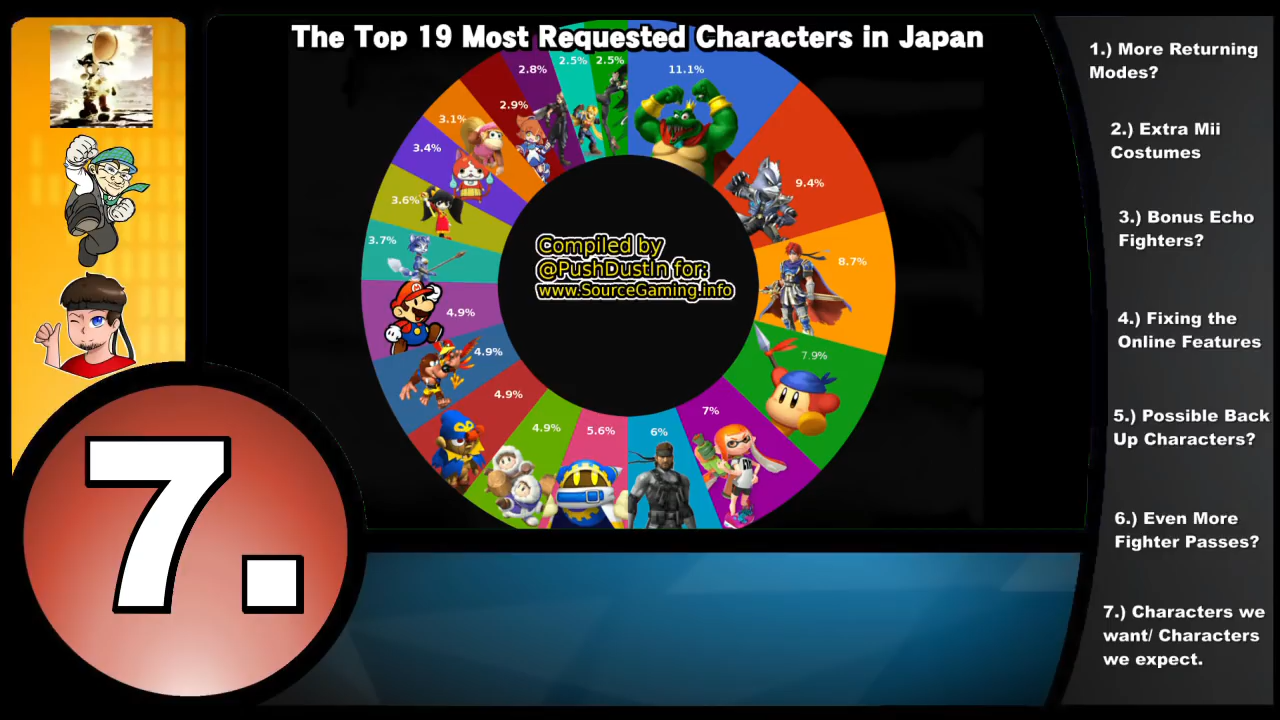 The Top 19 Most Requested Characters in Japan
2.8%
2.5%
2.5%
11.1%
3.1%
2.9%
3.4%
9.4%
3.6%
3.7%
8.7%
4.9%
4.9%
7.9%
4.9%
4.9%
5.6%
6%
7%
Compiled by
@PushDustIn for:
www.SourceGaming.info
7.
1.) More Returning
Modes?
2.) Extra Mii
Costumes
3.) Bonus Echo
Fighters?
4.) Fixing the
Online Features
5.) Possible Back
Up Characters?
6.) Even More
Fighter Passes?
7.) Characters we
want/ Characters
we expect.